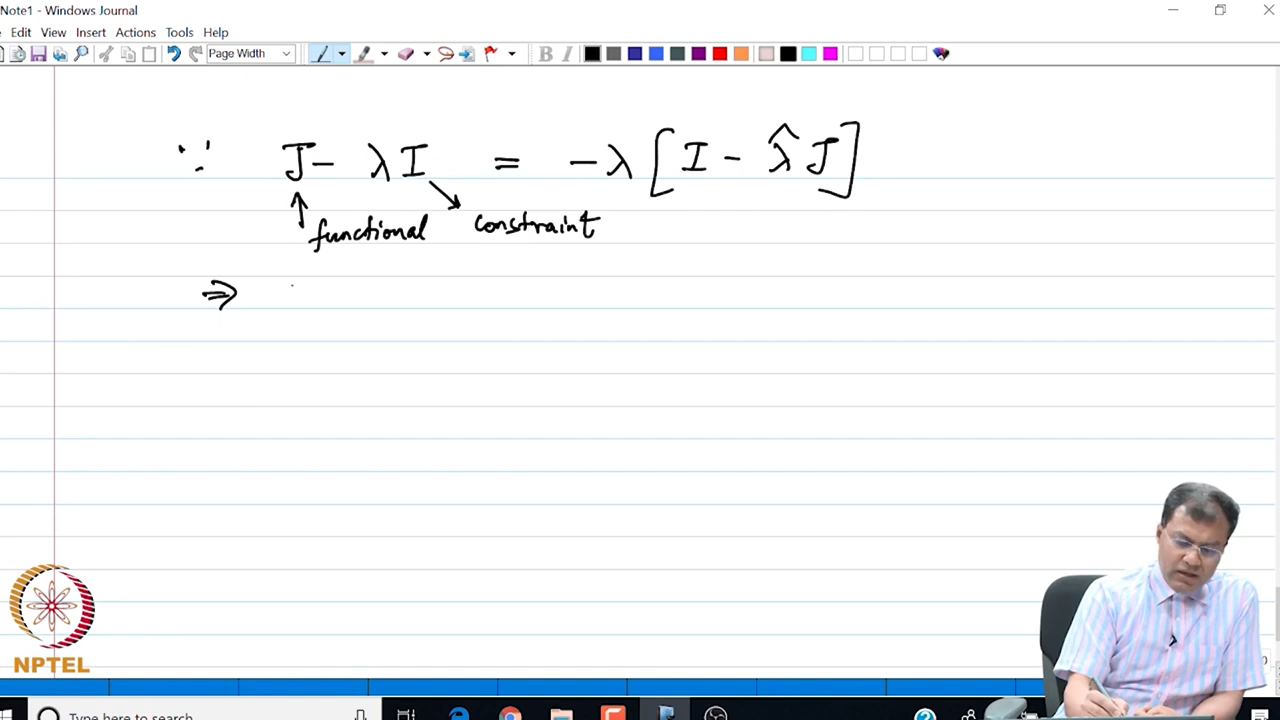 Note1 - Windows Journal
Edit View Insert Actions Tools Help
Page Width
B I
∵ J - λ I = - λ [ I - λ̂ J ]
functional constraint
⇒
NPTEL
Type here to search